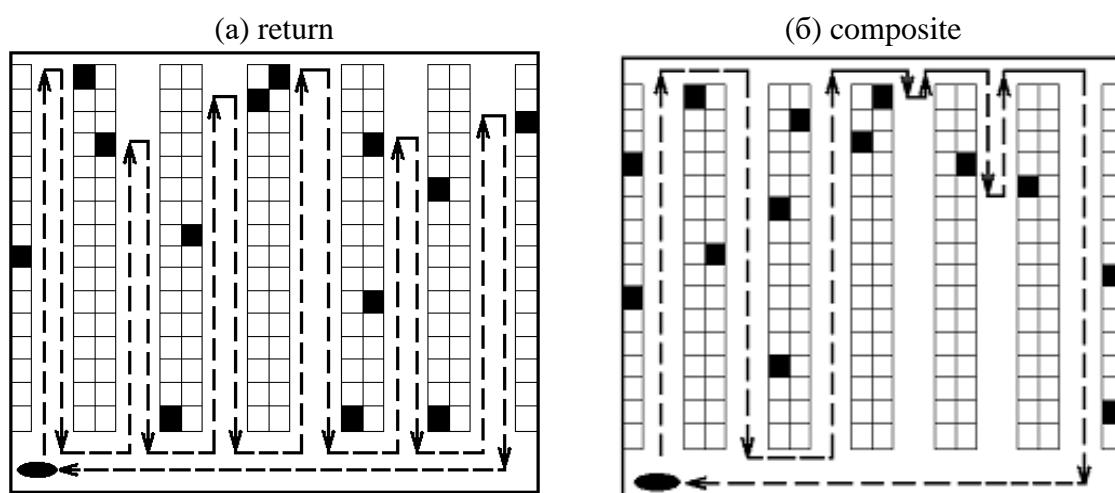 (а) return
(б) composite